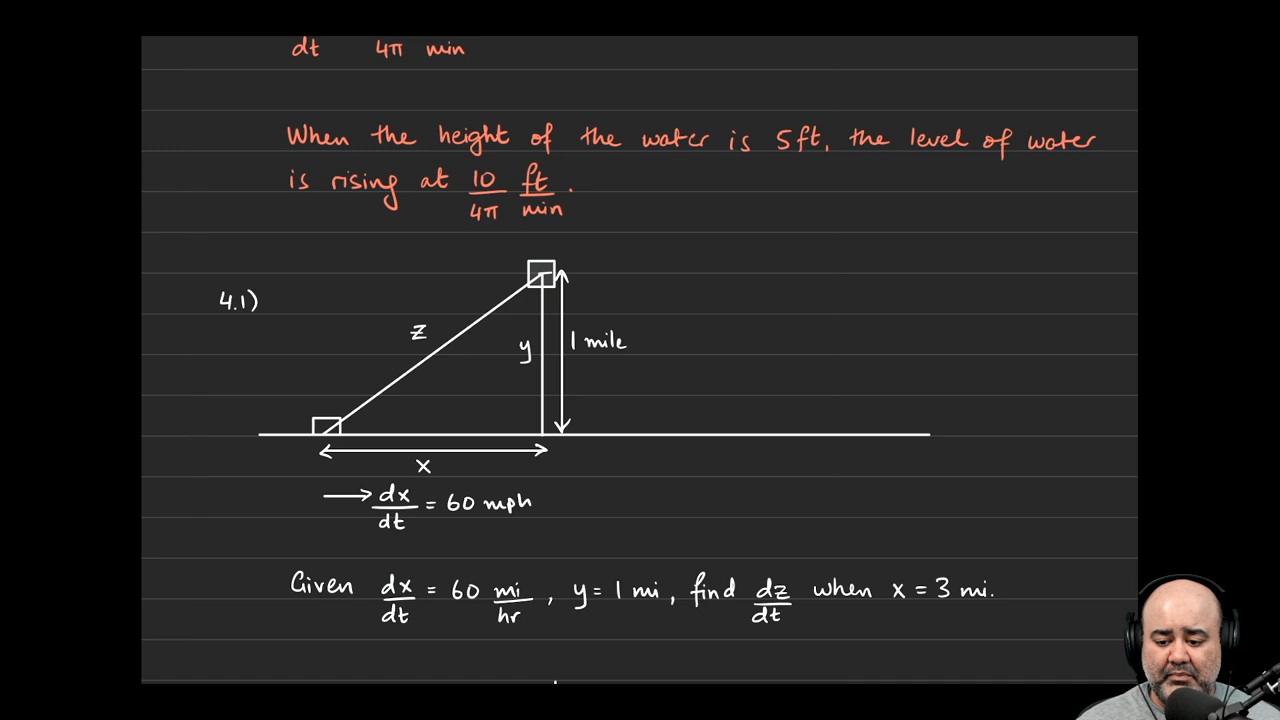 dt 4π min
When the height of the water is 5ft, the level of water
is rising at 10/4π ft/min.
4.1)
z
y
1 mile
x
dx/dt = 60 mph
Given dx/dt = 60 mi/hr, y = 1 mi, find dz/dt when x = 3 mi.